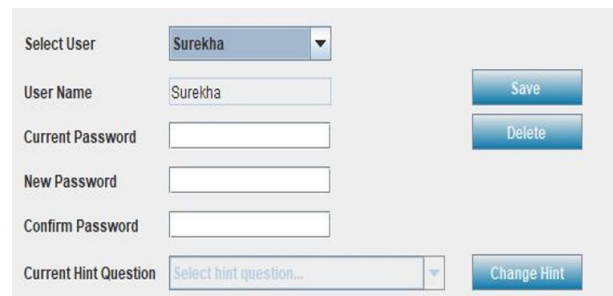 Select User Surekha
User Name Surekha Save
Current Password Delete
New Password
Confirm Password
Current Hint Question Select hint question... Change Hint